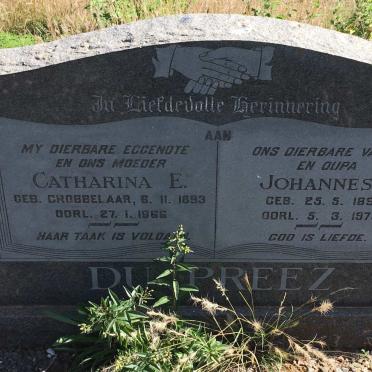 In Liefdevolle Herinnering
AAN
MY DIERBARE EGGENOTE
EN ONS MOEDER
CATHARINA E.
GEB. GROBBELAAR, 6. 11. 1893
OORL. 27. 1. 1966
HAAR TAAK IS
ONS DIERBARE
EN OUPA
JOHANNES
GEB. 25. 5.
OORL. 5. 3.
GOD IS LIEFDE.
DU PREEZ